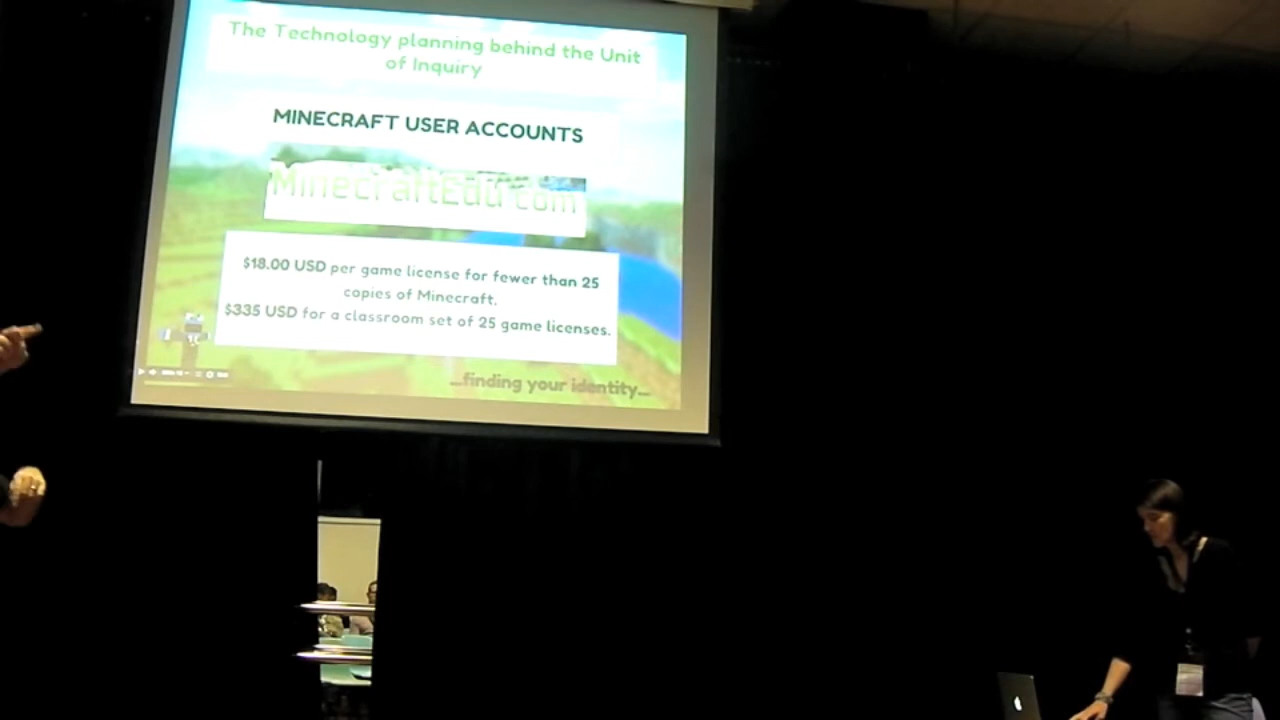 The Technology planning behind the Unit
of Inquiry
MINECRAFT USER ACCOUNTS
MinecraftEdu.com
$18.00 USD per game license for fewer than 25
copies of Minecraft.
$335 USD for a classroom set of 25 game licenses.
...finding your identity...